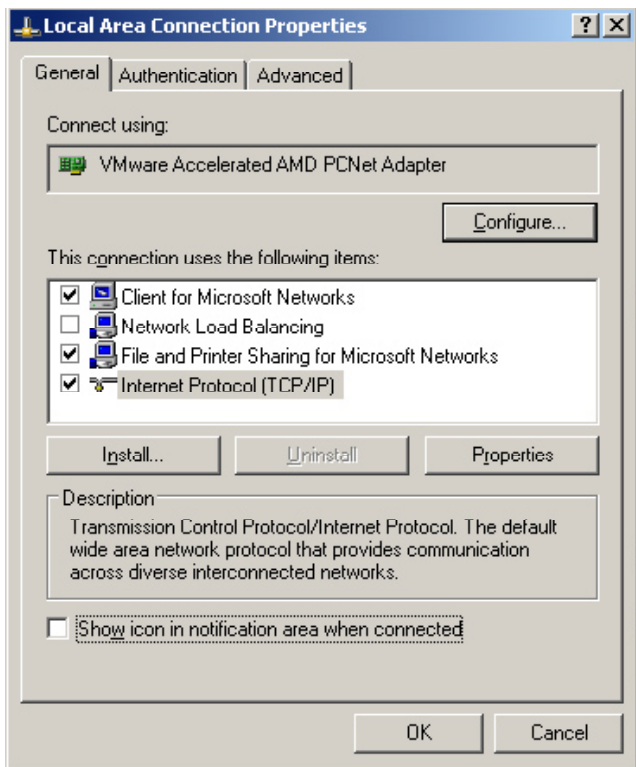 Local Area Connection Properties
General Authentication Advanced
Connect using:
VMware Accelerated AMD PCNet Adapter
Configure...
This connection uses the following items:
Client for Microsoft Networks
Network Load Balancing
File and Printer Sharing for Microsoft Networks
Internet Protocol (TCP/IP)
Install... Uninstall Properties
Description
Transmission Control Protocol/Internet Protocol. The default
wide area network protocol that provides communication
across diverse interconnected networks.
Show icon in notification area when connected
OK Cancel